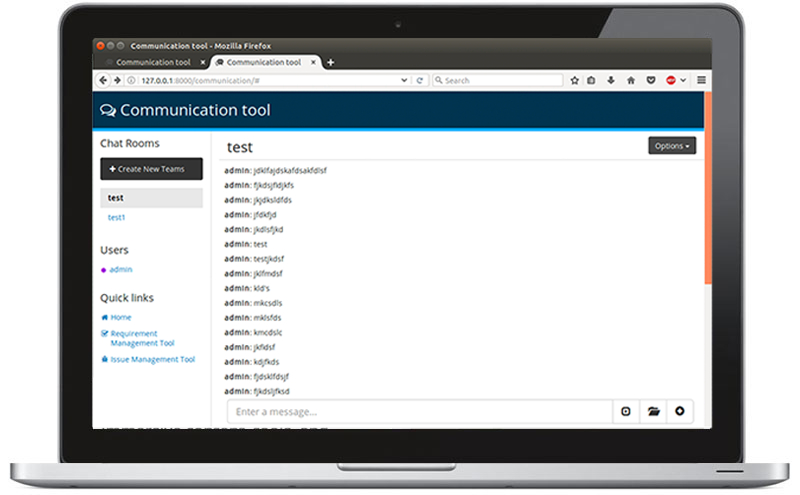 Communication tool - Mozilla Firefox
Communication tool
Communication tool
127.0.0.1:8000/communication/#
Search
ABP
Communication tool
Chat Rooms
Create New Teams
test
test1
Users
admin
Quick links
Home
Requirement
Management Tool
Issue Management Tool
test
Options
admin: jdklfajdskafdsakfdlsf
admin: fjkdsjfldjkfs
admin: jkjdksldfds
admin: jfdkfjd
admin: jkdlsfjkd
admin: test
admin: testjkdsf
admin: jklfmdsf
admin: kld's
admin: mkcsdls
admin: mklsfds
admin: kmcdslc
admin: jkfldsf
admin: kdjfkds
admin: fjdsklfdsjf
admin: fjkdsljfksd
Enter a message...